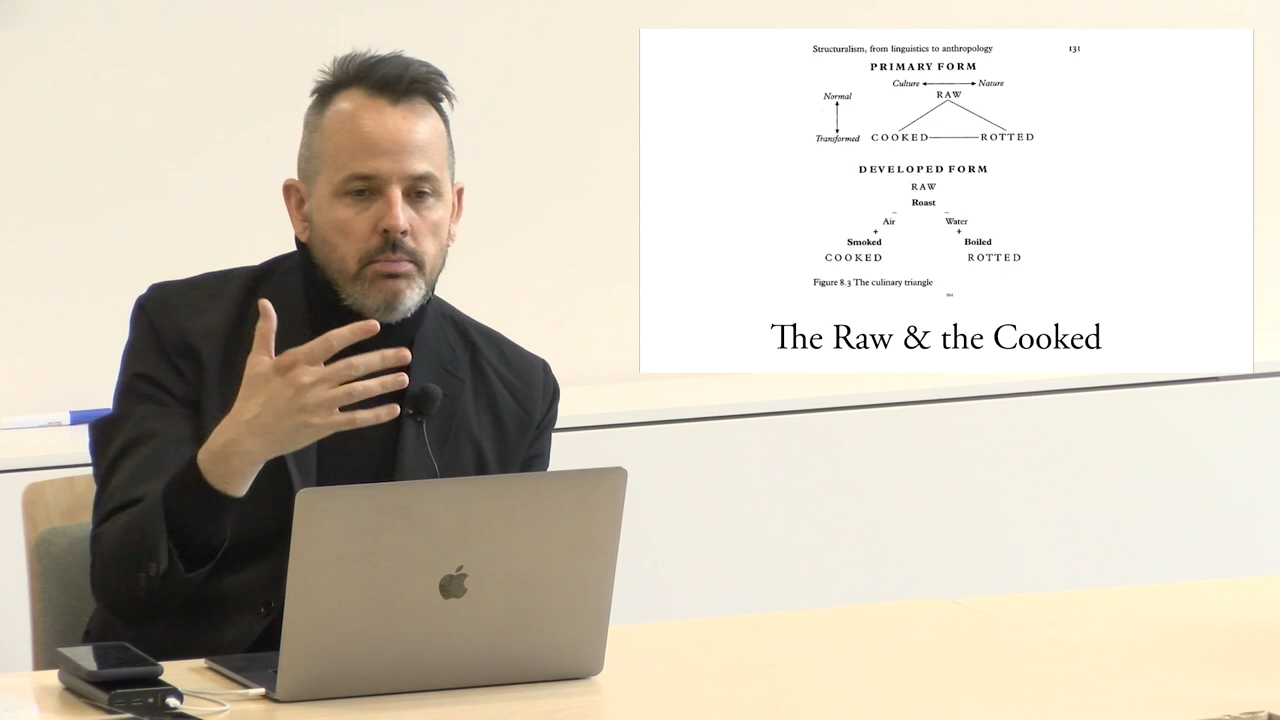 Structuralism, from linguistics to anthropology 131
PRIMARY FORM
Culture Nature
Normal
RAW
Transformed COOKED ROTTED
DEVELOPED FORM
RAW
Roast
− −
Air Water
+ +
Smoked Boiled
COOKED ROTTED
Figure 8.3 The culinary triangle
The Raw & the Cooked